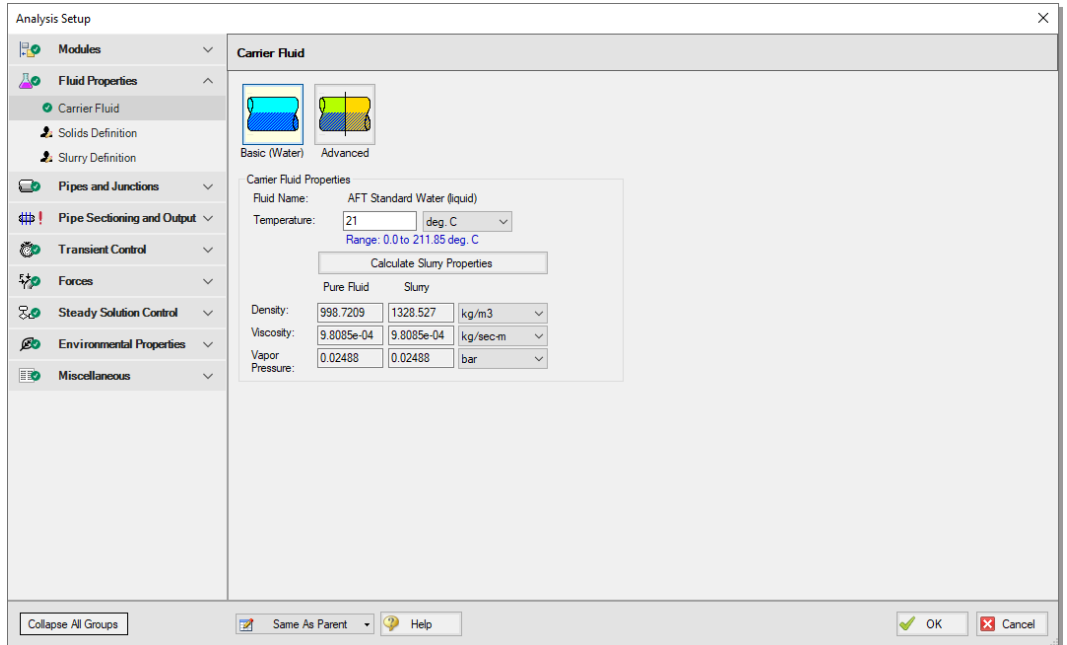 Analysis Setup
Modules
Fluid Properties
Carrier Fluid
Solids Definition
Slurry Definition
Pipes and Junctions
Pipe Sectioning and Output
Transient Control
Forces
Steady Solution Control
Environmental Properties
Miscellaneous
Collapse All Groups
Carrier Fluid
Basic (Water) Advanced
Carrier Fluid Properties
Fluid Name: AFT Standard Water (liquid)
Temperature: 21 deg. C
Range: 0.0 to 211.85 deg. C
Calculate Slurry Properties
Pure Fluid Slurry
Density: 998.7209 1328.527 kg/m3
Viscosity: 9.8085e-04 9.8085e-04 kg/sec-m
Vapor
Pressure: 0.02488 0.02488 bar
Same As Parent Help OK Cancel